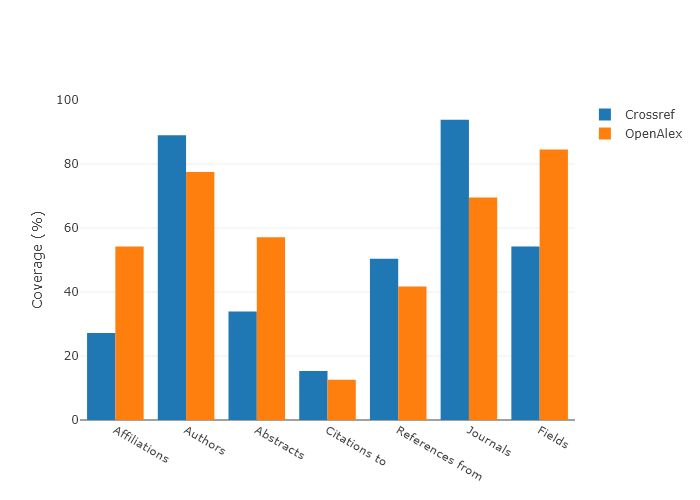 100
80
60
40
20
0
Coverage (%)
Affiliations
Authors
Abstracts
Citations to
References from
Journals
Fields
Crossref
OpenAlex